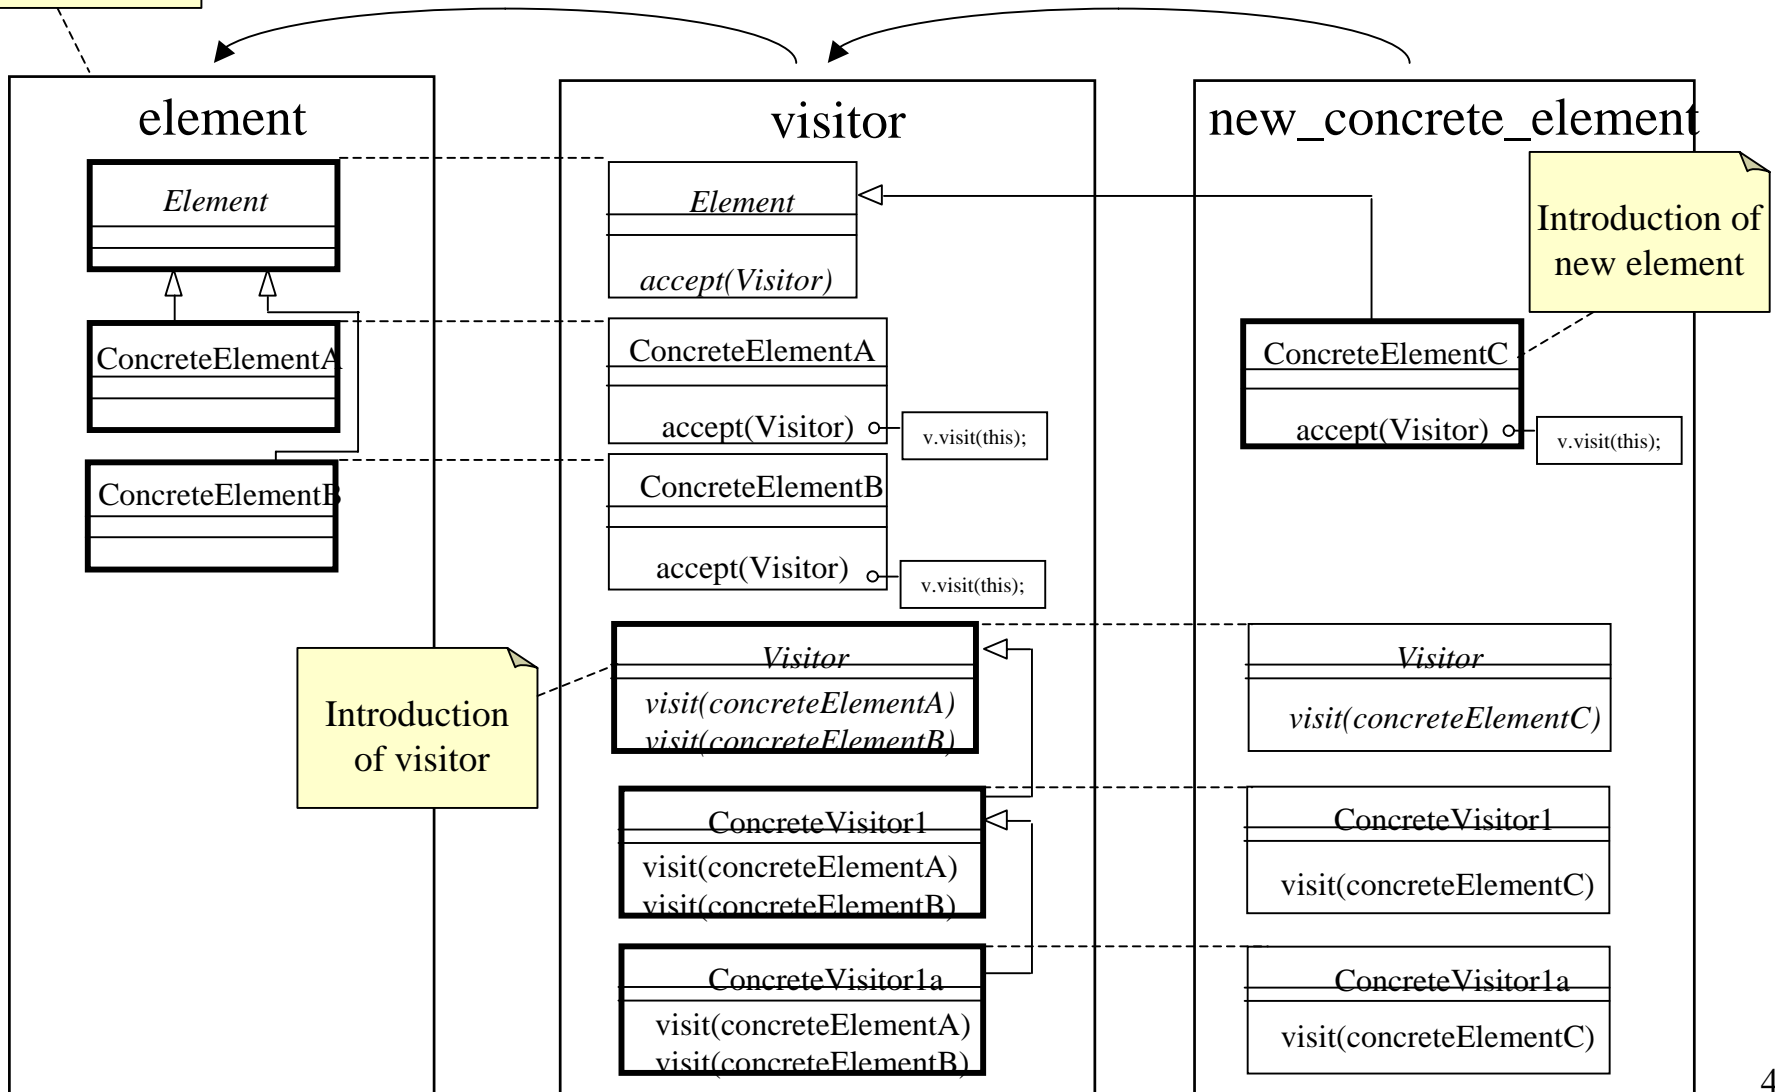 element
Element
ConcreteElementA
ConcreteElementB
Introduction
of visitor
visitor
Element
accept(Visitor)
ConcreteElementA
accept(Visitor)
v.visit(this);
ConcreteElementB
accept(Visitor)
v.visit(this);
Visitor
visit(concreteElementA)
visit(concreteElementB)
ConcreteVisitor1
visit(concreteElementA)
visit(concreteElementB)
ConcreteVisitor1a
visit(concreteElementA)
visit(concreteElementB)
new_concrete_element
Introduction of
new element
ConcreteElementC
accept(Visitor)
v.visit(this);
Visitor
visit(concreteElementC)
ConcreteVisitor1
visit(concreteElementC)
ConcreteVisitor1a
visit(concreteElementC)
4